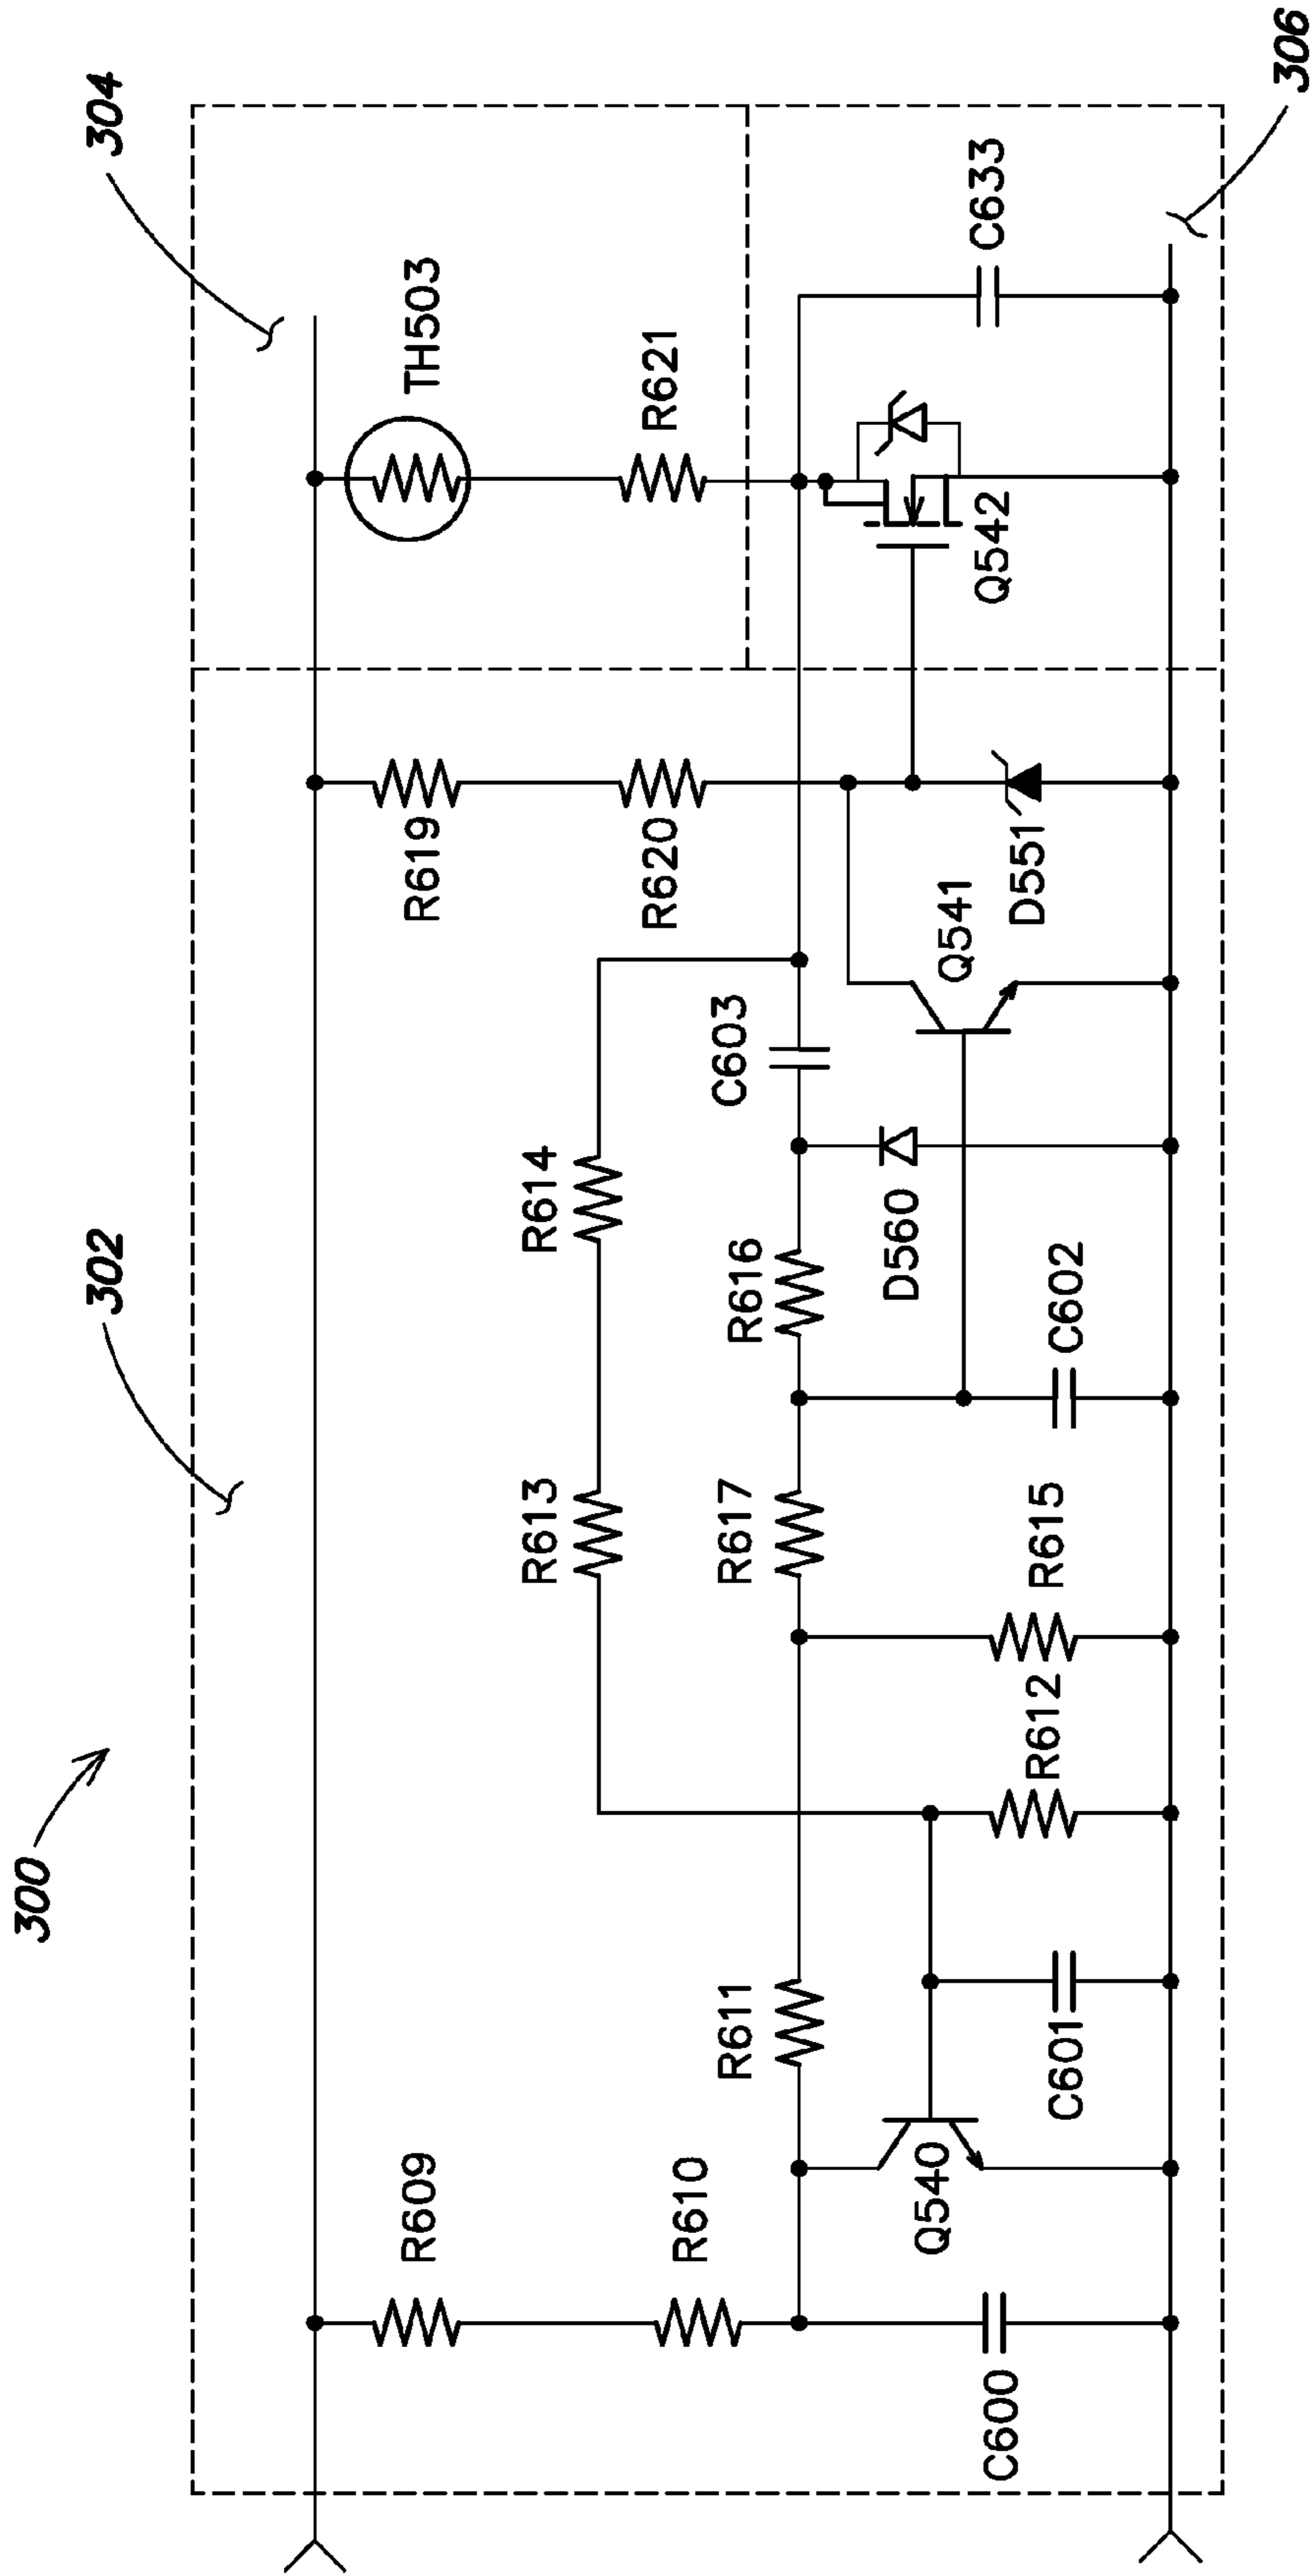 300
302
304
306
R609
R610
C600
Q540
R611
C601
R612
R615
R613
R617
R614
R616
C602
D560
C603
Q541
D551
R619
R620
TH503
R621
Q542
C633